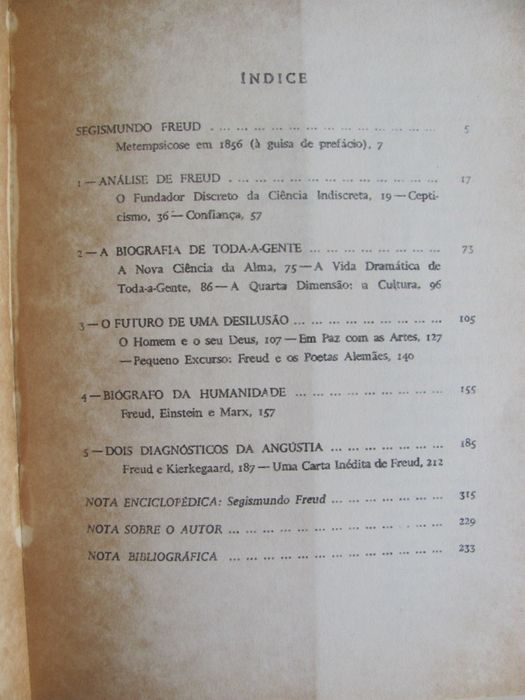 ÍNDICE
SEGISMUNDO FREUD . ... ... ... ... ... ... ... ... ... ... ... ... 5
Metempsicose em 1856 (à guisa de prefácio), 7
1 — ANÁLISE DE FREUD . ... ... ... ... ... ... ... ... ... ... ... 17
O Fundador Discreto da Ciência Indiscreta, 19 — Cepti-
cismo, 36 — Confiança, 57
2 — A BIOGRAFIA DE TODA-A-GENTE ... ... ... ... ... ... ... 73
A Nova Ciência da Alma, 75 — A Vida Dramática de
Toda-a-Gente, 86 — A Quarta Dimensão: a Cultura, 96
3 — O FUTURO DE UMA DESILUSÃO ... ... ... ... ... ... ... ... 105
O Homem e o seu Deus, 107 — Em Paz com as Artes, 127
— Pequeno Excurso: Freud e os Poetas Alemães, 140
4 — BIÓGRAFO DA HUMANIDADE ... ... ... ... ... ... ... ... 155
Freud, Einstein e Marx, 157
5 — DOIS DIAGNÓSTICOS DA ANGÚSTIA ... ... ... ... ... ... 185
Freud e Kierkegaard, 187 — Uma Carta Inédita de Freud, 212
NOTA ENCICLOPÉDICA: Segismundo Freud ... ... ... ... ... ... 315
NOTA SOBRE O AUTOR ... ... ... ... ... ... ... ... ... ... ... 229
NOTA BIBLIOGRÁFICA ... ... ... ... ... ... ... ... ... ... ... 233